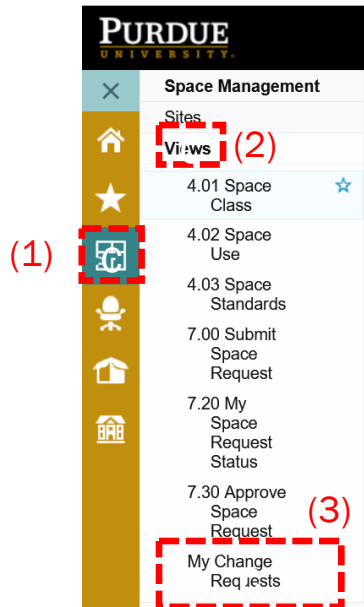 PURDUE
UNIVERSITY.
Space Management
Sites
Views
(2)
4.01 Space
Class
4.02 Space
Use
(1)
4.03 Space
Standards
7.00 Submit
Space
Request
7.20 My
Space
Request
Status
7.30 Approve
Space
Request
(3)
My Change
Requests